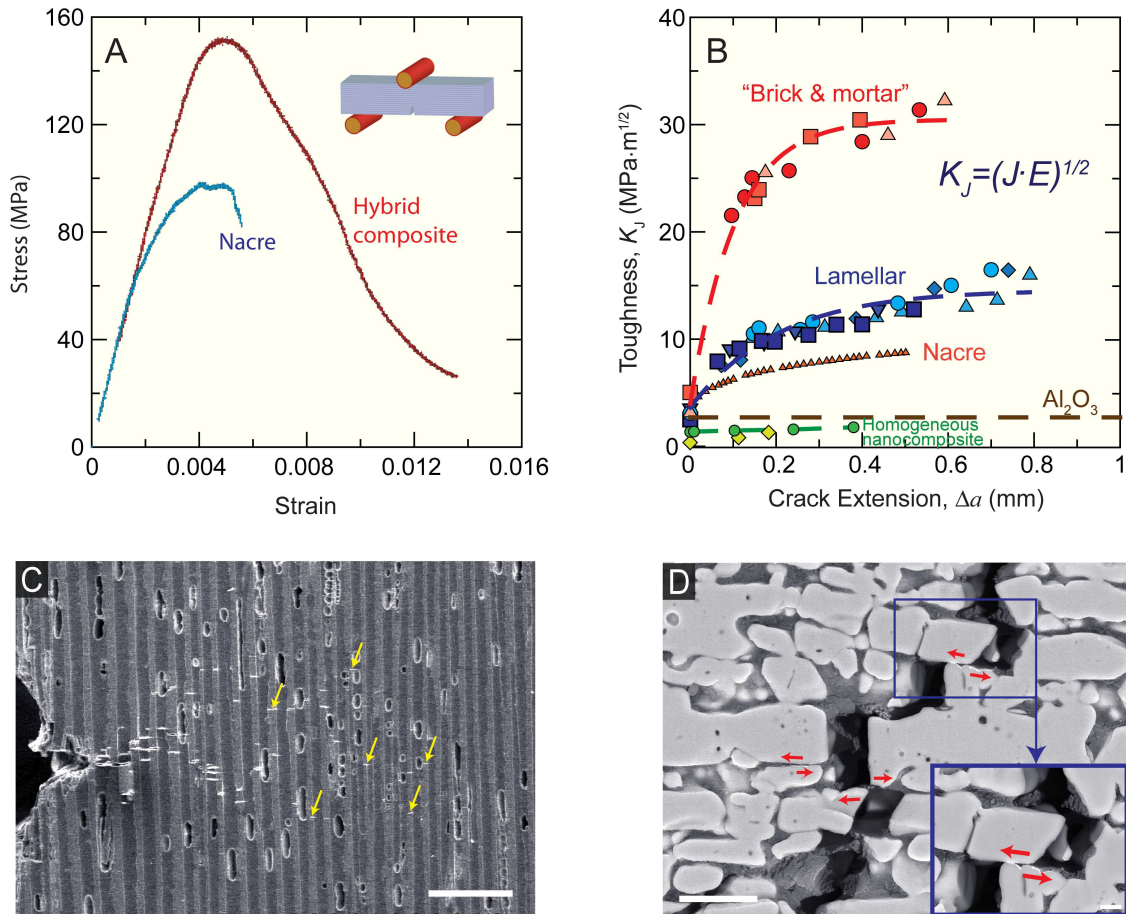 A
160
120
80
40
0
0
0.004
0.008
0.012
0.016
Stress (MPa)
Strain
Hybrid
composite
Nacre
B
40
30
20
10
0
0
0.2
0.4
0.6
0.8
1
Toughness, K_J (MPa·m^1/2)
Crack Extension, Δa (mm)
"Brick & mortar"
K_J=(J·E)^1/2
Lamellar
Nacre
Al₂O₃
Homogeneous
nanocomposite
C
D